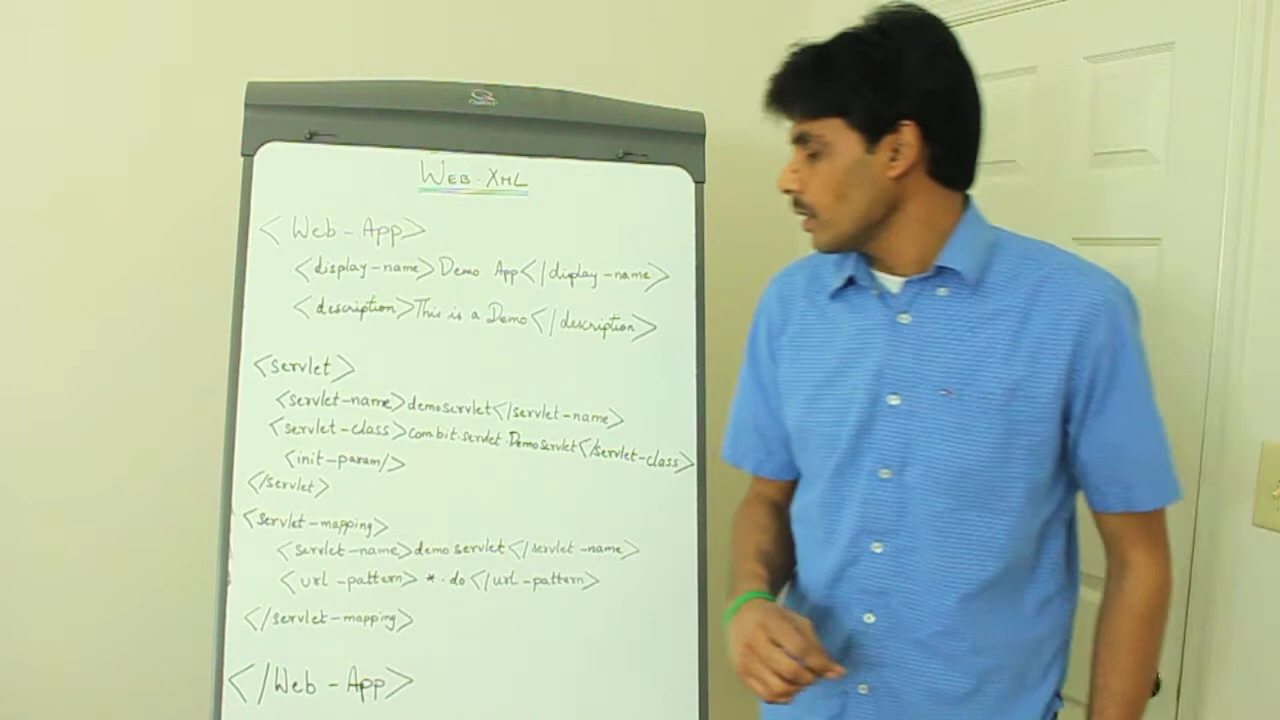 WEB.XML
<Web-App>
<display-name>Demo App</diplay-name>
<description>This is a Demo</description>
<servlet>
<servlet-name>demoservlet</servlet-name>
<servlet-class>com.bit.servlet.Demoservlet</servlet-class>
<init-param/>
</servlet>
<servlet-mapping>
<servlet-name>demo servlet</servlet-name>
<url-pattern> *.do </url-pattern>
</servlet-mapping>
</Web-App>